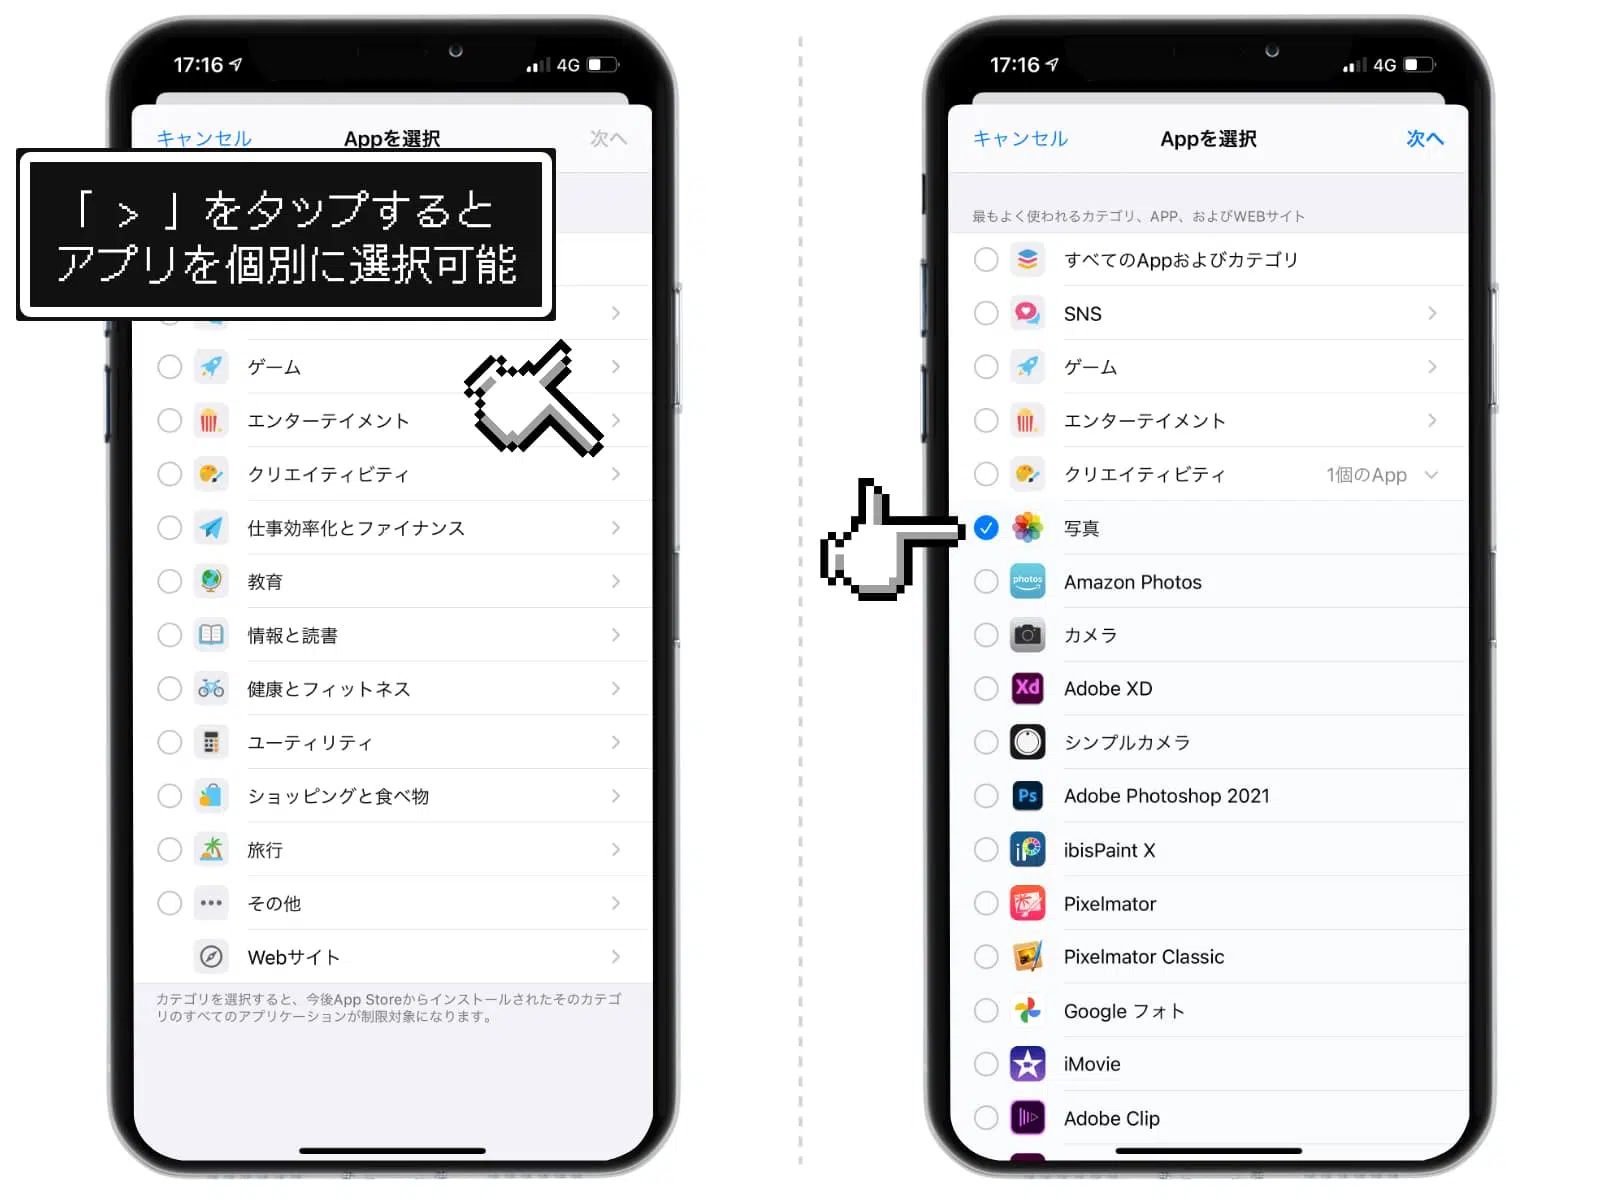 17:16
4G
キャンセル
Appを選択
次へ
「 > 」をタップすると
アプリを個別に選択可能
ゲーム
エンターテイメント
クリエイティビティ
仕事効率化とファイナンス
教育
情報と読書
健康とフィットネス
ユーティリティ
ショッピングと食べ物
旅行
その他
Webサイト
カテゴリを選択すると、今後App Storeからインストールされたそのカテゴ
リのすべてのアプリケーションが制限対象になります。
17:16
4G
キャンセル
Appを選択
次へ
最もよく使われるカテゴリ、APP、およびWEBサイト
すべてのAppおよびカテゴリ
SNS
ゲーム
エンターテイメント
クリエイティビティ 1個のApp
写真
photos Amazon Photos
カメラ
Xd Adobe XD
シンプルカメラ
Ps Adobe Photoshop 2021
iP ibisPaint X
Pixelmator
Pixelmator Classic
Google フォト
iMovie
Adobe Clip